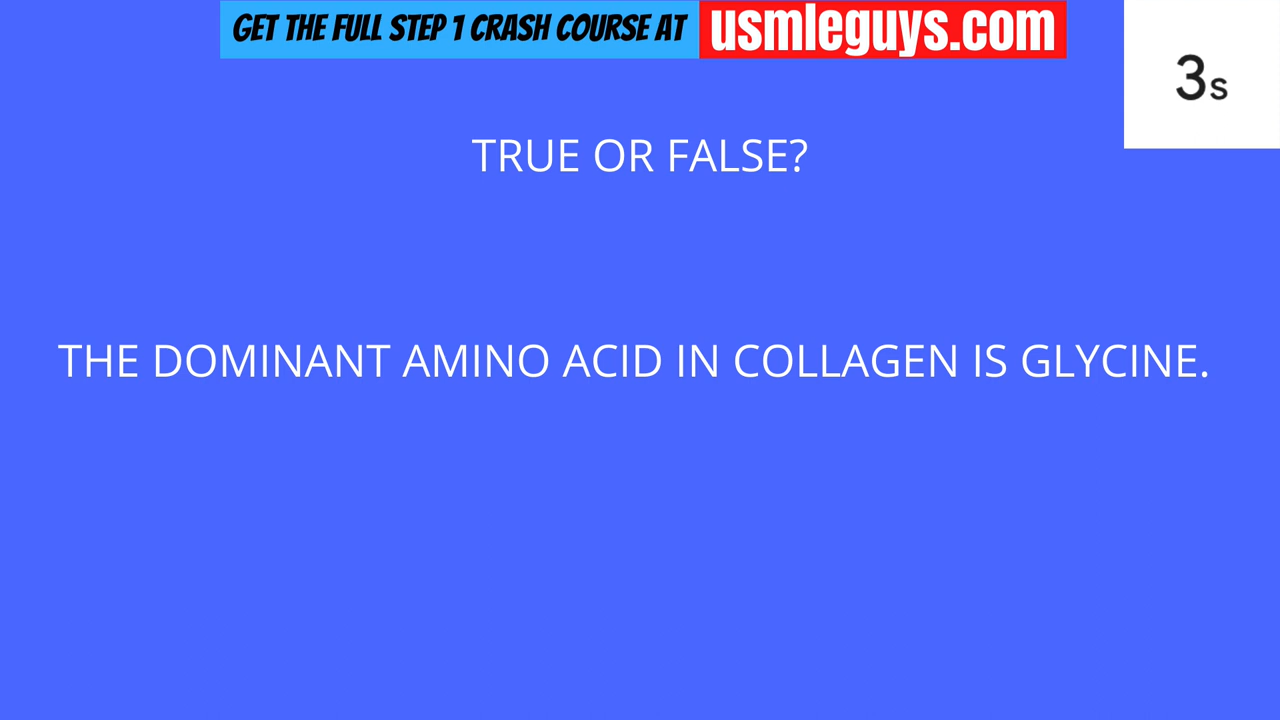 GET THE FULL STEP 1 CRASH COURSE AT usmleguys.com
3s
TRUE OR FALSE?
THE DOMINANT AMINO ACID IN COLLAGEN IS GLYCINE.